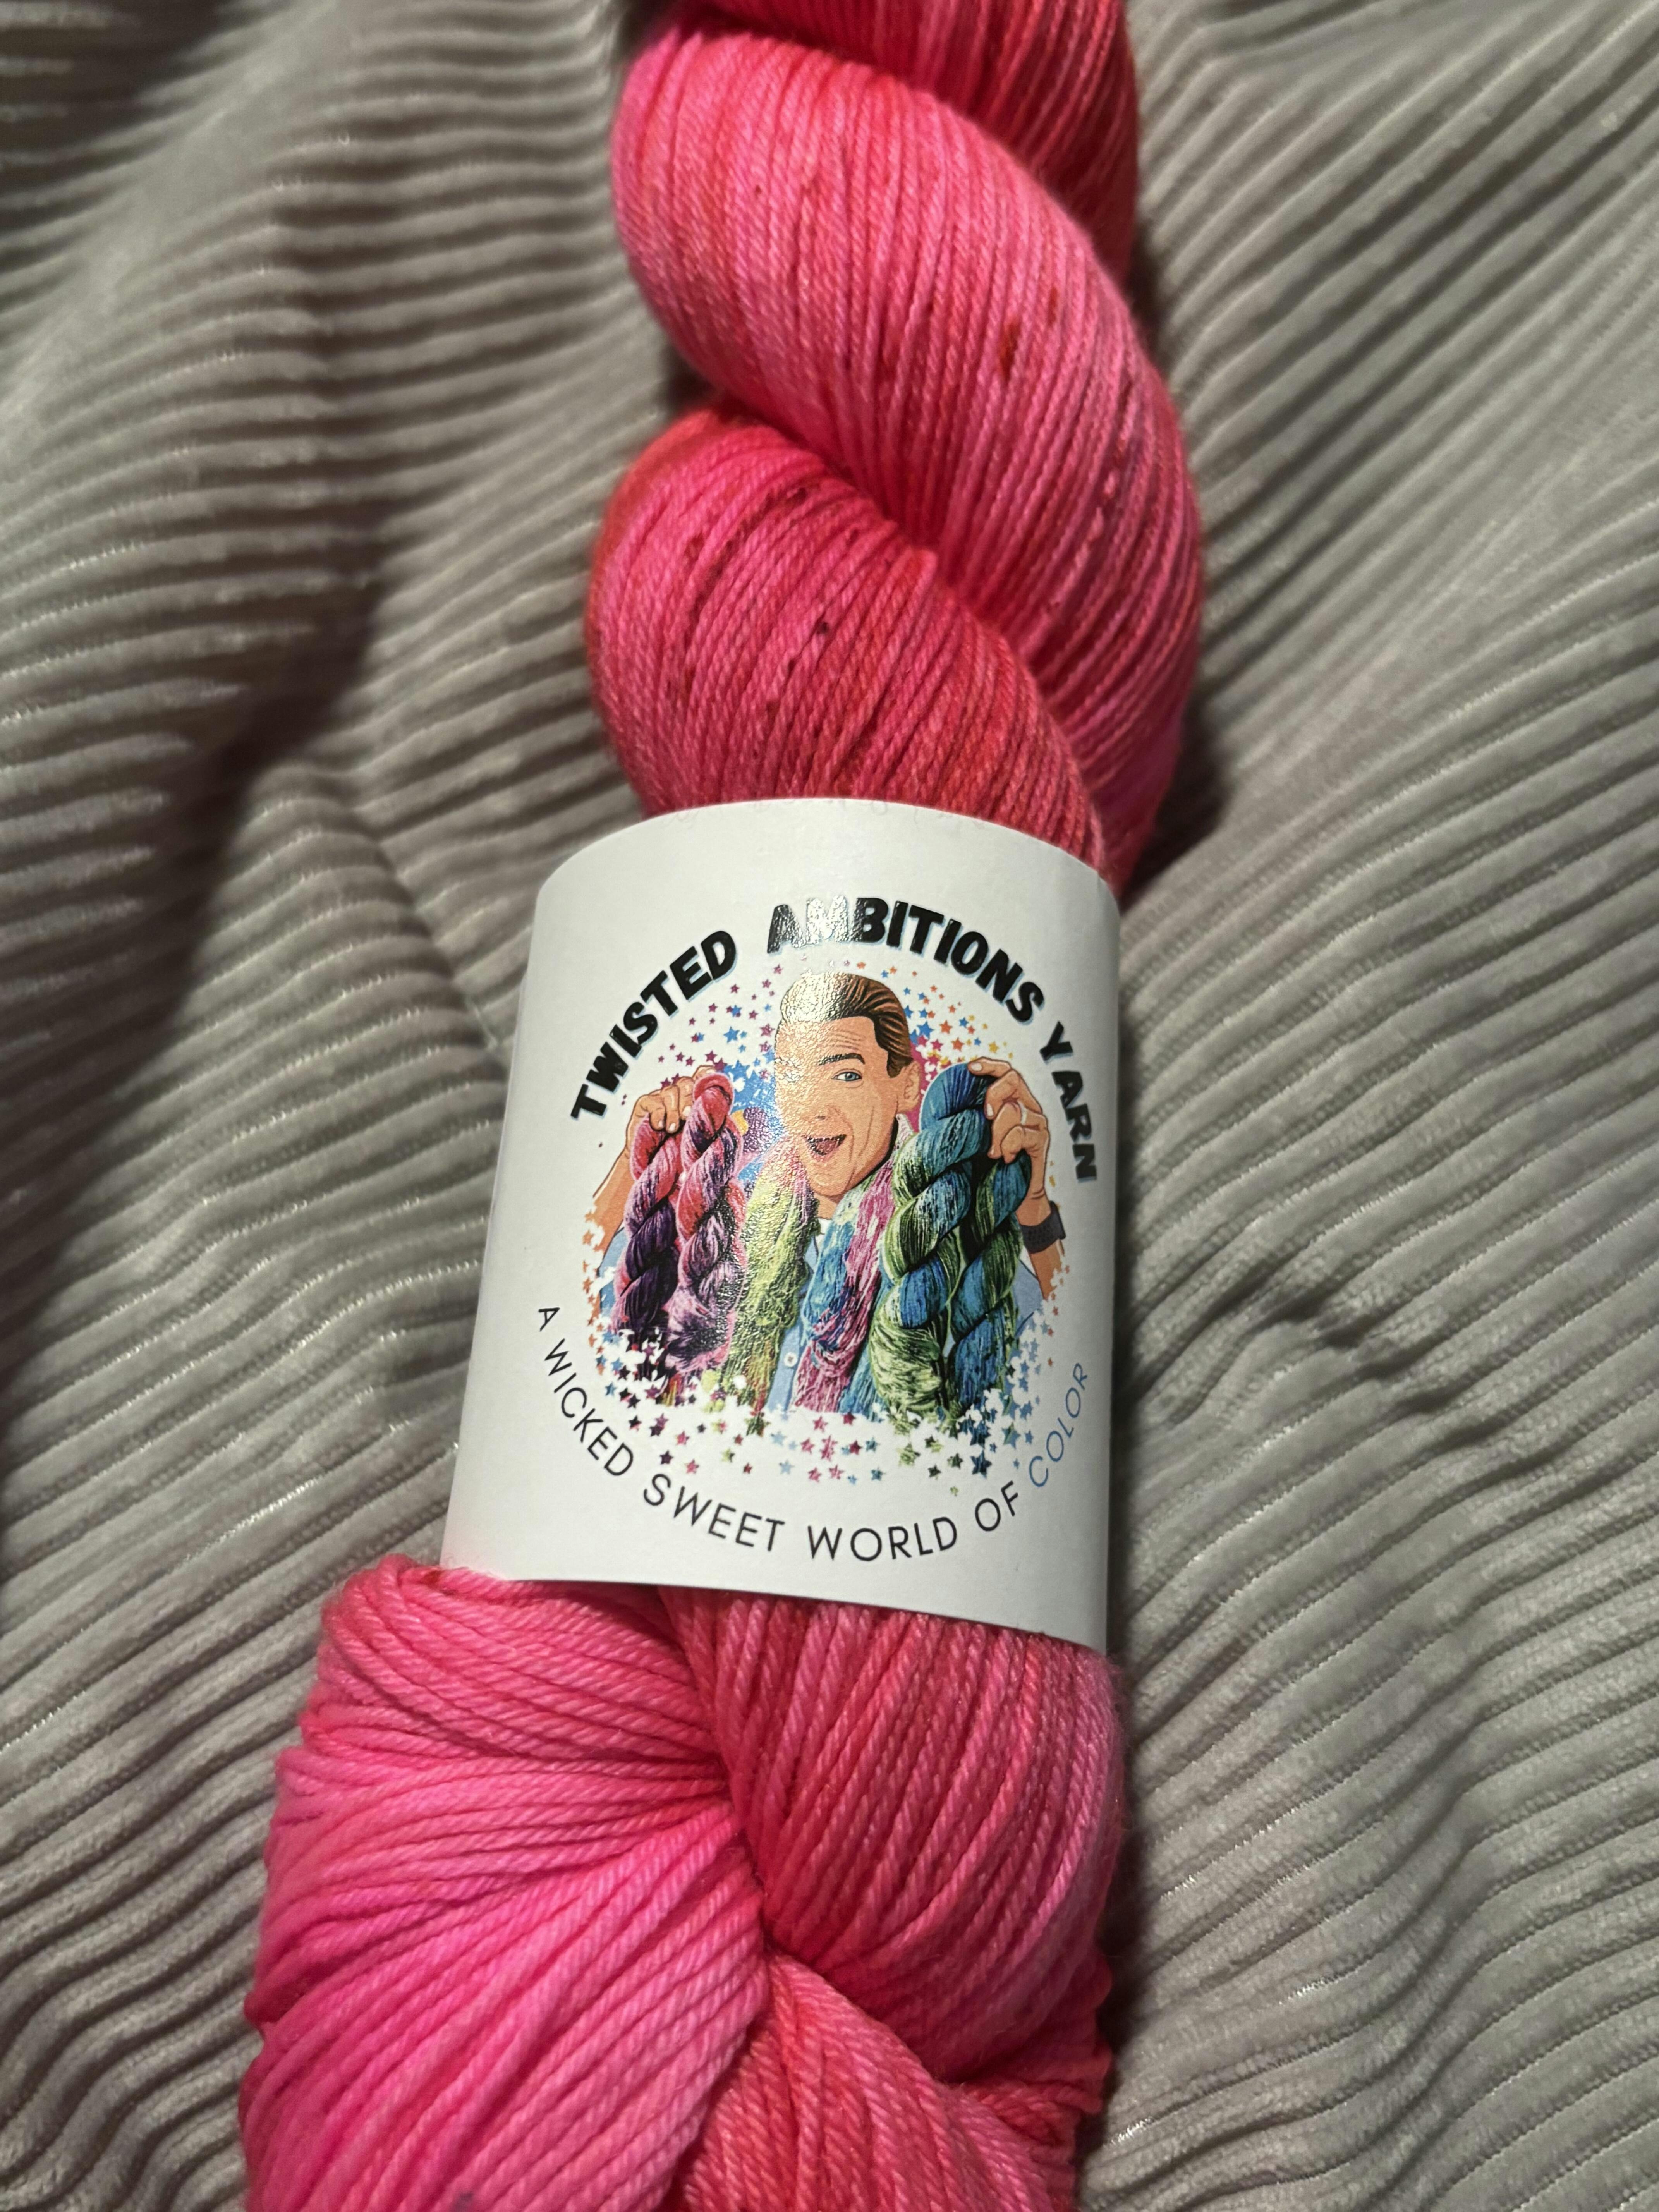 TWISTED AMBITIONS YARN
A WICKED SWEET WORLD OF COLOR